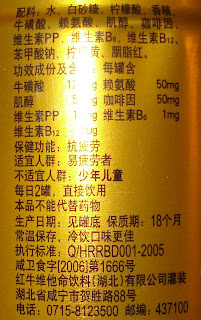 配料：水、白砂糖、柠檬酸、香精、
牛磺酸、赖氨酸、肌醇、咖啡因、
维生素PP、维生素B₆、维生素B₁₂、
苯甲酸钠、柠檬黄、胭脂红。
功效成份及含 ：每罐含
牛磺酸 赖氨酸 50mg
肌醇 咖啡因 50mg
维生素PP 维生素B₆ 1mg
维生素B₁₂ ug
保健功能：抗疲劳
适宜人群：易疲劳者
不适宜人群：少年儿童
每日2罐，直接饮用
本品不能代替药物
生产日期：见罐底 保质期：18个月
常温保存，冷饮口味更佳
执行标准：Q/HRRBD001-2005
咸卫食字[2006]第1666号
红牛维他命饮料(湖北)有限公司灌装
湖北省咸宁市贺胜路88号
电话：0715-8123500 邮编：437100